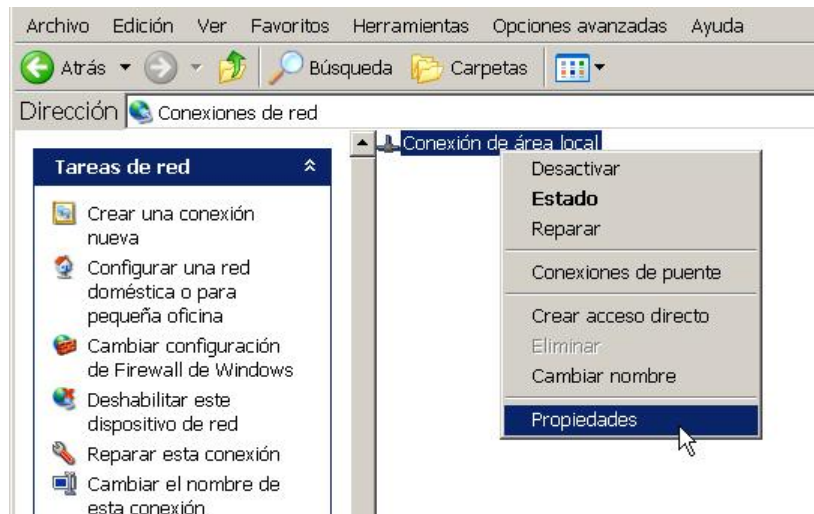 Archivo Edición Ver Favoritos Herramientas Opciones avanzadas Ayuda
Atrás Búsqueda Carpetas
Dirección Conexiones de red
Tareas de red
Crear una conexión
nueva
Configurar una red
doméstica o para
pequeña oficina
Cambiar configuración
de Firewall de Windows
Deshabilitar este
dispositivo de red
Reparar esta conexión
Cambiar el nombre de
esta conexión
Conexión de área local
Desactivar
Estado
Reparar
Conexiones de puente
Crear acceso directo
Eliminar
Cambiar nombre
Propiedades